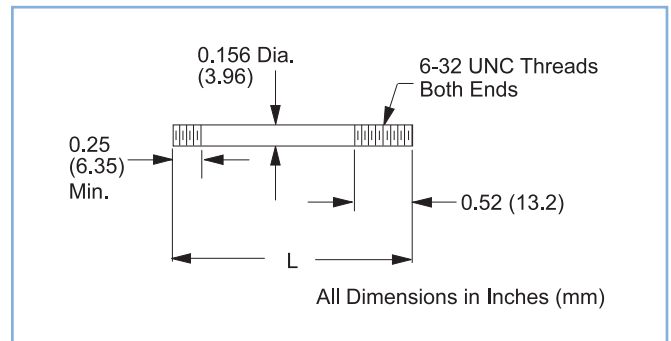 0.156 Dia.
(3.96)
6-32 UNC Threads
Both Ends
0.25
(6.35)
Min.
0.52 (13.2)
L
All Dimensions in Inches (mm)